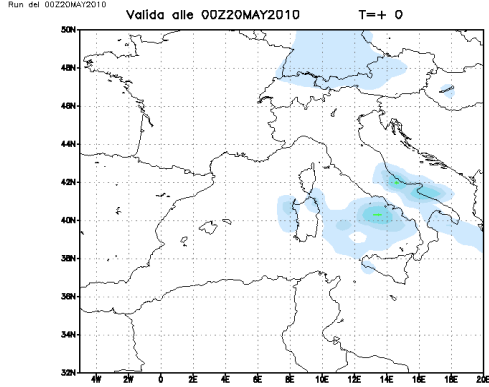 Run del 00Z20MAY2010
Valida alle 00Z20MAY2010 T=+ 0
50N
48N
46N
44N
42N
40N
38N
36N
34N
32N
4W 2W 0 2E 4E 6E 8E 10E 12E 14E 16E 18E 20E